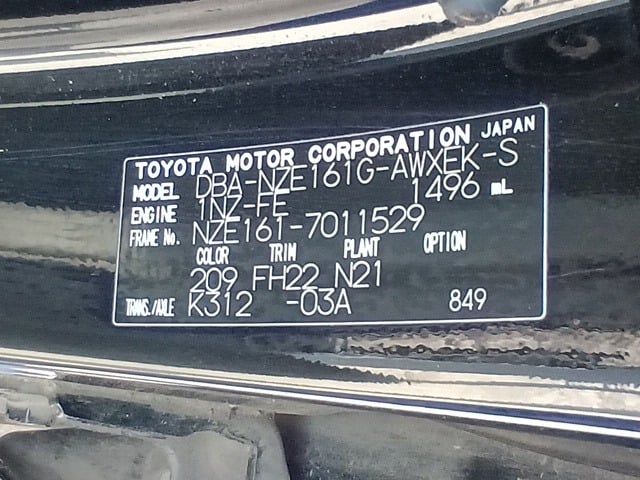 TOYOTA MOTOR CORPORATION JAPAN
MODEL DBA-NZE161G-AWXEK-S
ENGINE 1NZ-FE 1496 mL
FRAME No. NZE161-7011529
COLOR TRIM PLANT OPTION
209 FH22 N21
TRANS./AXLE K312 -03A 849